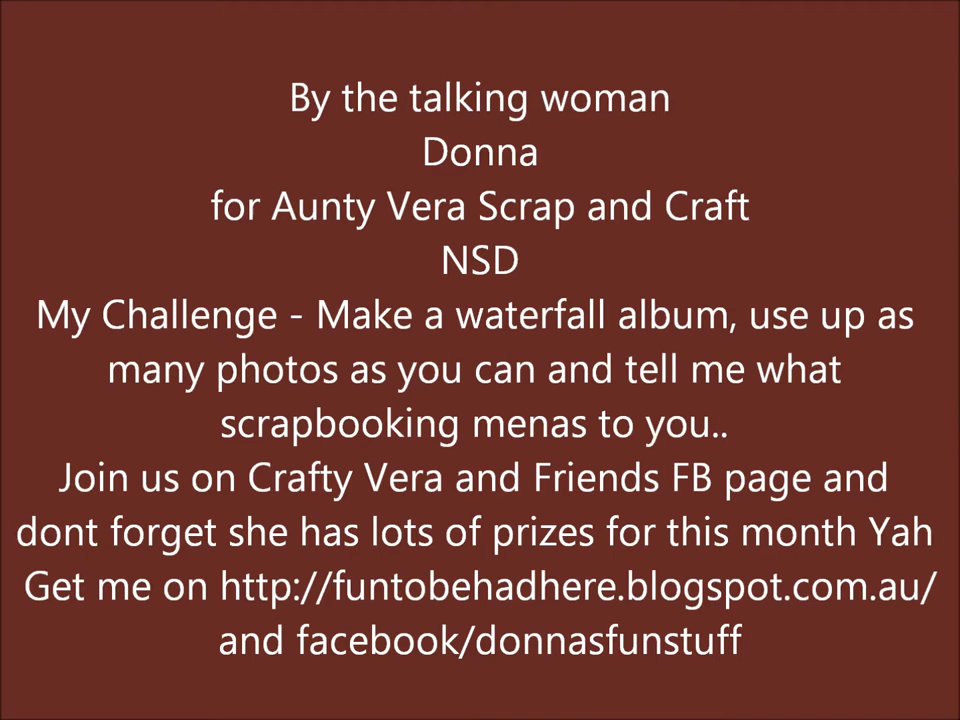 By the talking woman
Donna
for Aunty Vera Scrap and Craft
NSD
My Challenge - Make a waterfall album, use up as
many photos as you can and tell me what
scrapbooking menas to you..
Join us on Crafty Vera and Friends FB page and
dont forget she has lots of prizes for this month Yah
Get me on http://funtobehadhere.blogspot.com.au/
and facebook/donnasfunstuff